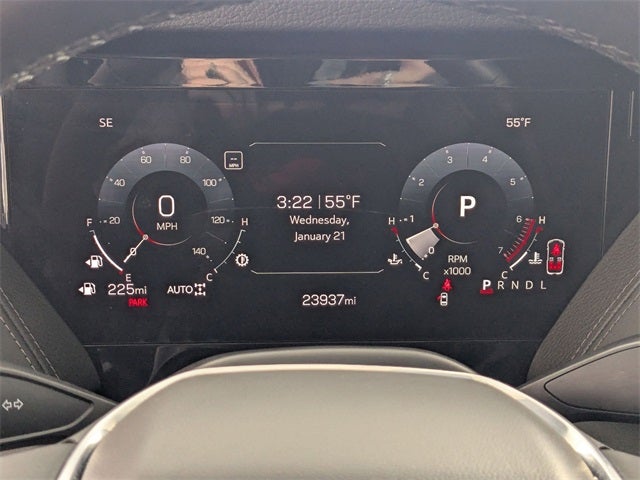 SE 55°F
60 80
40 100
20 120
0 140
F H
E C
0
MPH
--
MPH
225mi
PARK
AUTO
3:22 | 55°F
Wednesday,
January 21
23937mi
3 4
2 5
1 6
0 7
H H
C C
P
RPM
x1000
P R N D L